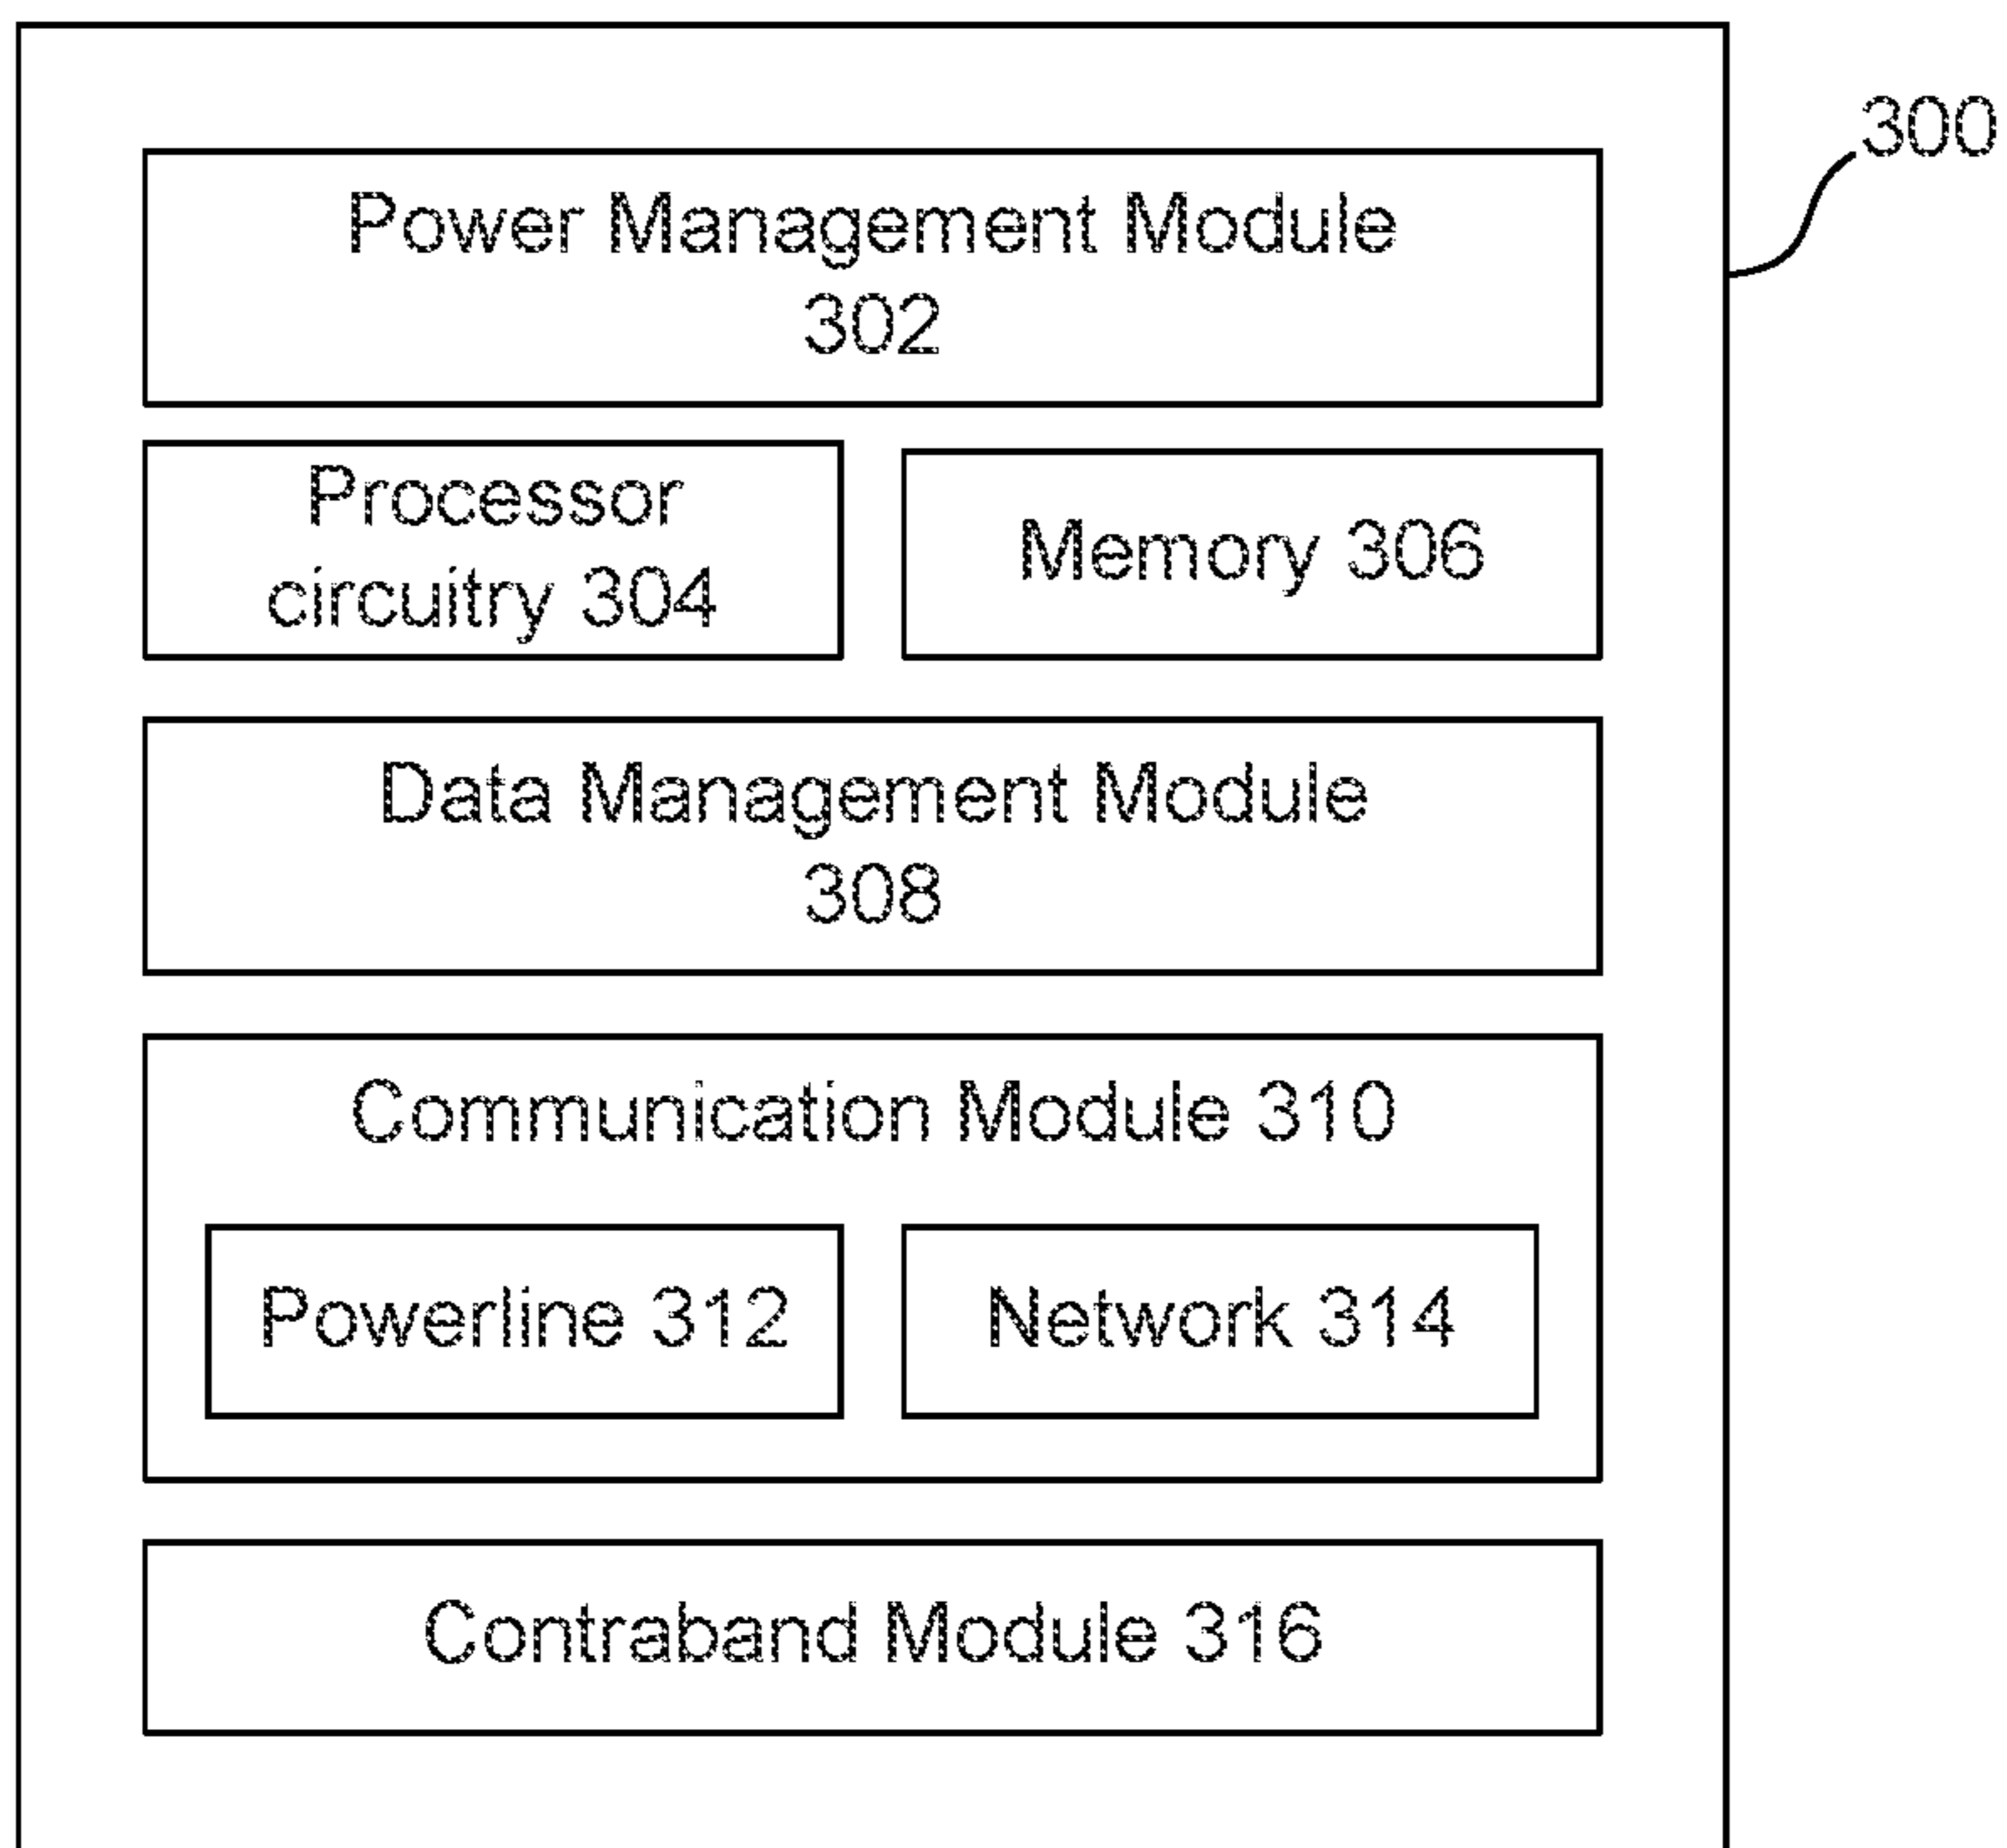 300
Power Management Module
302
Processor
circuitry 304
Memory 306
Data Management Module
308
Communication Module 310
Powerline 312
Network 314
Contraband Module 316